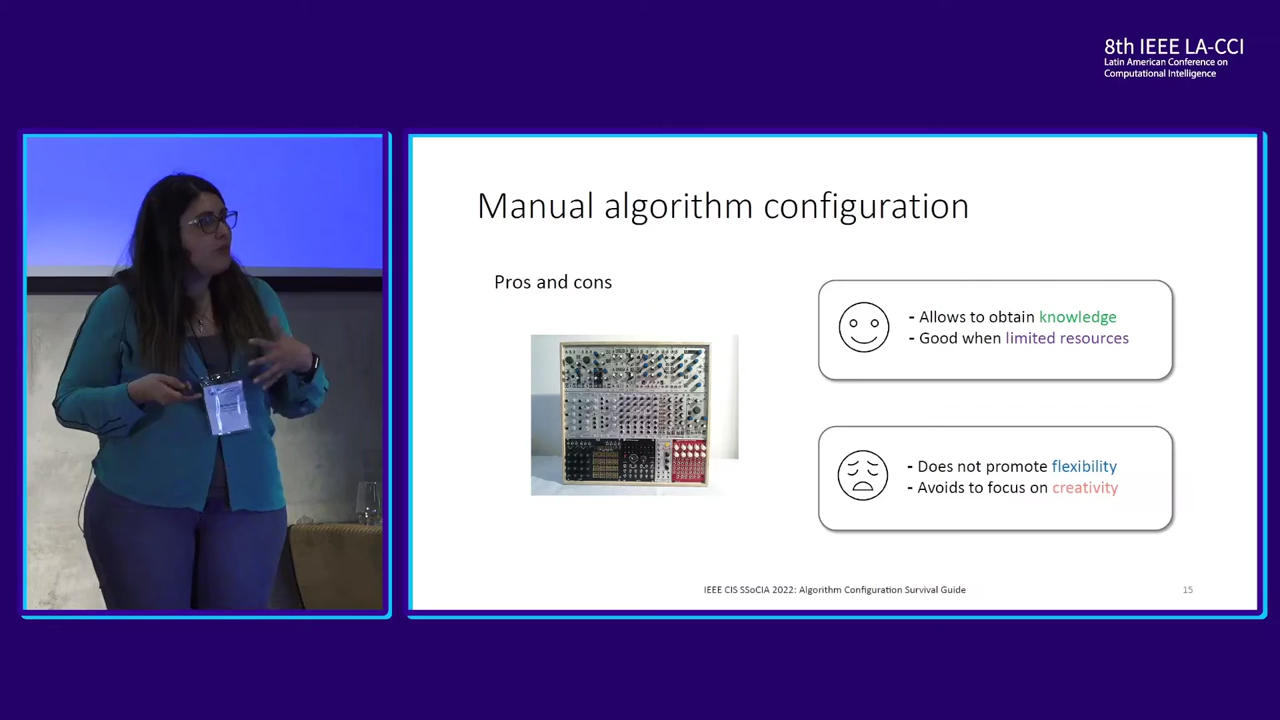 8th IEEE LA-CCI
Latin American Conference on
Computational Intelligence
Manual algorithm configuration
Pros and cons
- Allows to obtain knowledge
- Good when limited resources
- Does not promote flexibility
- Avoids to focus on creativity
IEEE CIS SSoCIA 2022: Algorithm Configuration Survival Guide
15